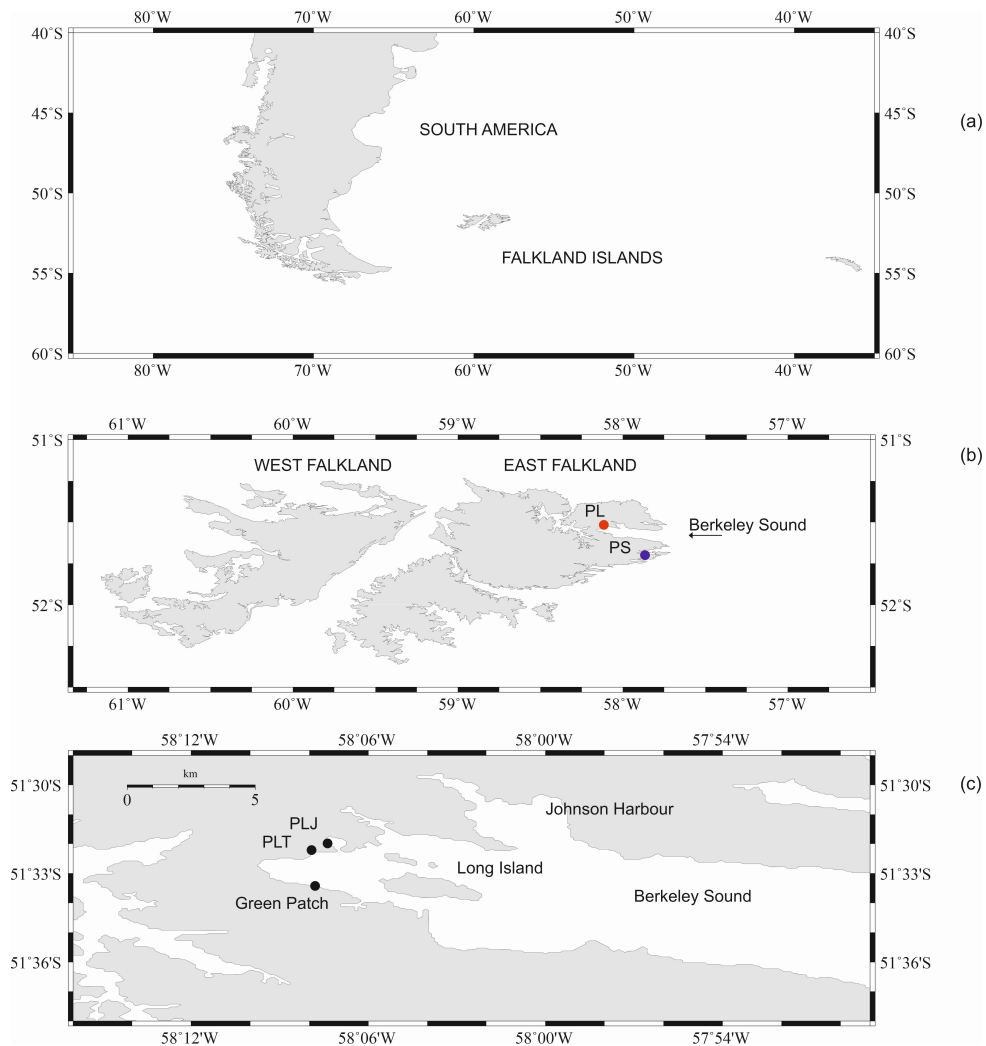 80˚W 70˚W 60˚W 50˚W 40˚W
40˚S 40˚S
45˚S 45˚S
SOUTH AMERICA
(a)
50˚S 50˚S
FALKLAND ISLANDS
55˚S 55˚S
60˚S 60˚S
80˚W 70˚W 60˚W 50˚W 40˚W
61˚W 60˚W 59˚W 58˚W 57˚W
51˚S 51˚S
WEST FALKLAND EAST FALKLAND
(b)
PL
Berkeley Sound
PS
52˚S 52˚S
61˚W 60˚W 59˚W 58˚W 57˚W
58˚12'W 58˚06'W 58˚00'W 57˚54'W
51˚30'S 51˚30'S
km
(c)
0 5
Johnson Harbour
PLJ
PLT
Long Island
51˚33'S 51˚33'S
Berkeley Sound
Green Patch
51˚36'S 51˚36'S
58˚12'W 58˚06'W 58˚00'W 57˚54'W